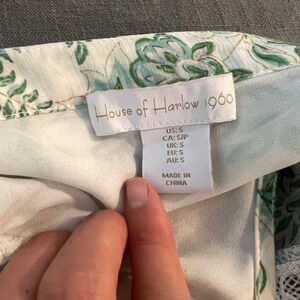 House of Harlow 1960
US:S
CA:S/P
UK:S
EU:S
AU:S
MADE IN
CHINA